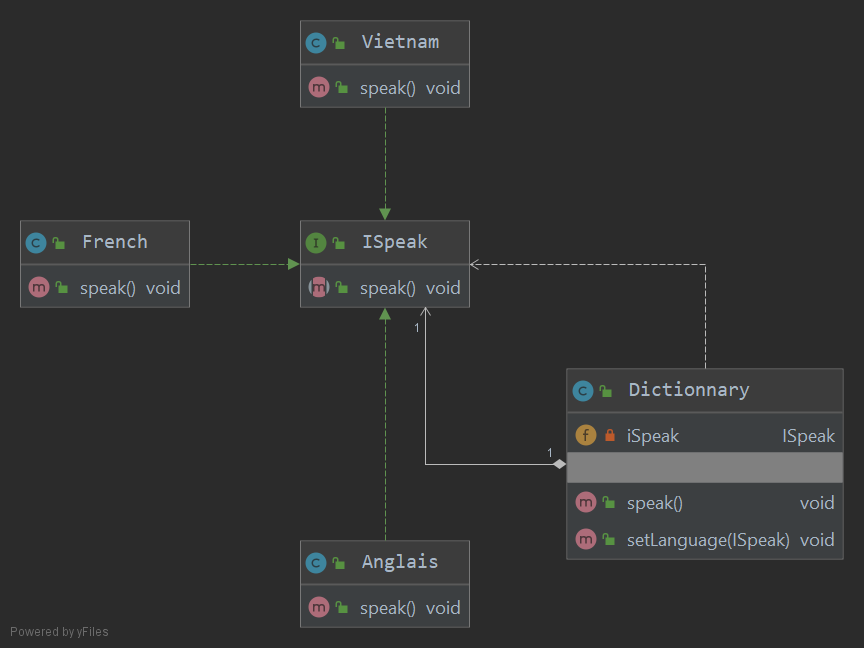 C Vietnam
m speak() void
C French
m speak() void
I ISpeak
m speak() void
1
C Dictionnary
f iSpeak ISpeak
1
m speak() void
m setLanguage(ISpeak) void
C Anglais
m speak() void
Powered by yFiles